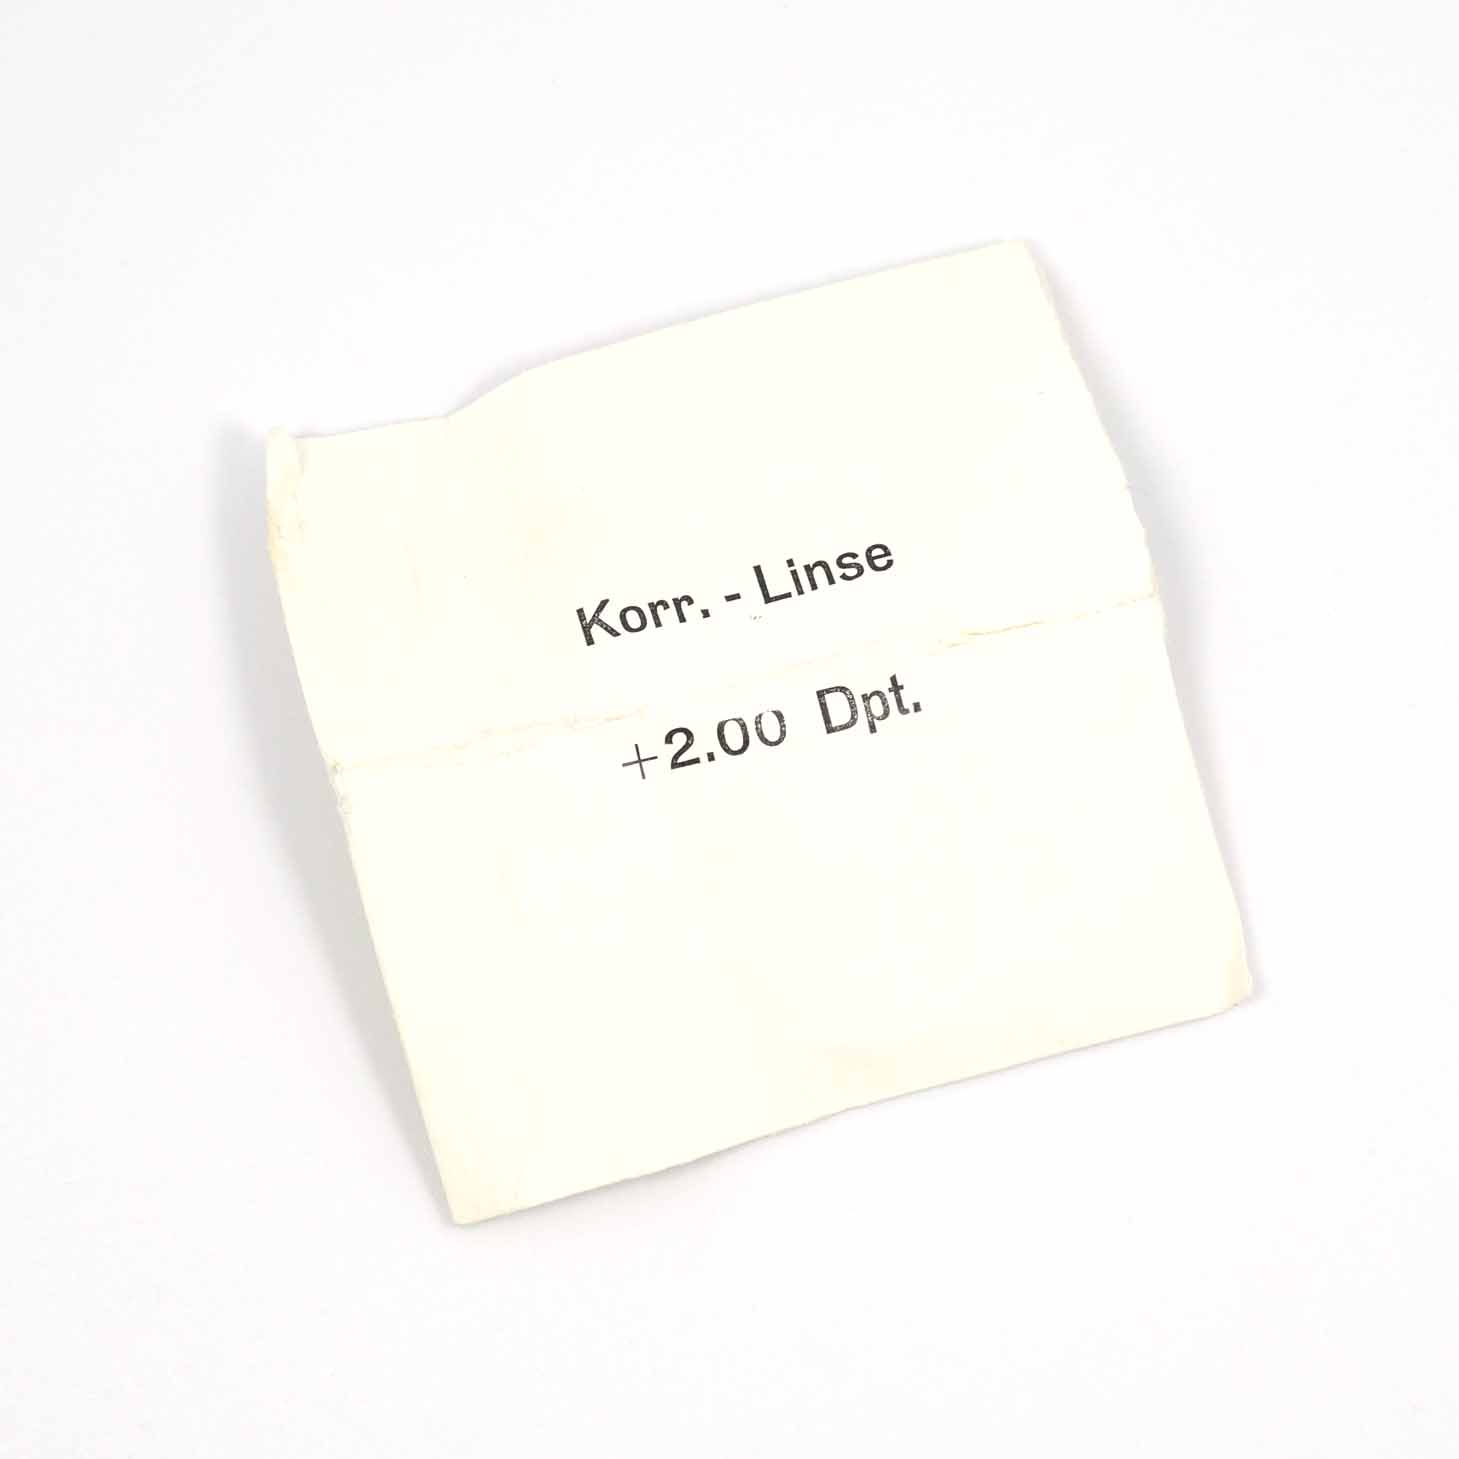 Korr. - Linse
+2.00 Dpt.